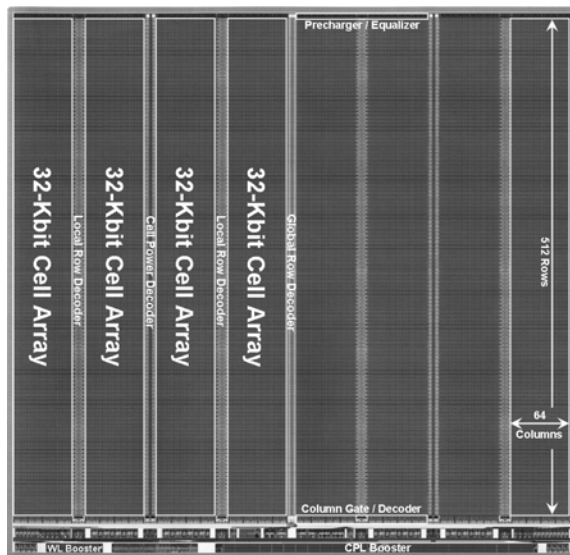 Precharger / Equalizer
32-Kbit Cell Array
Local Row Decoder
32-Kbit Cell Array
Cell Power Decoder
32-Kbit Cell Array
Local Row Decoder
32-Kbit Cell Array
Global Row Decoder
512 Rows
64
Columns
Column Gate / Decoder
WL Booster
CPL Booster